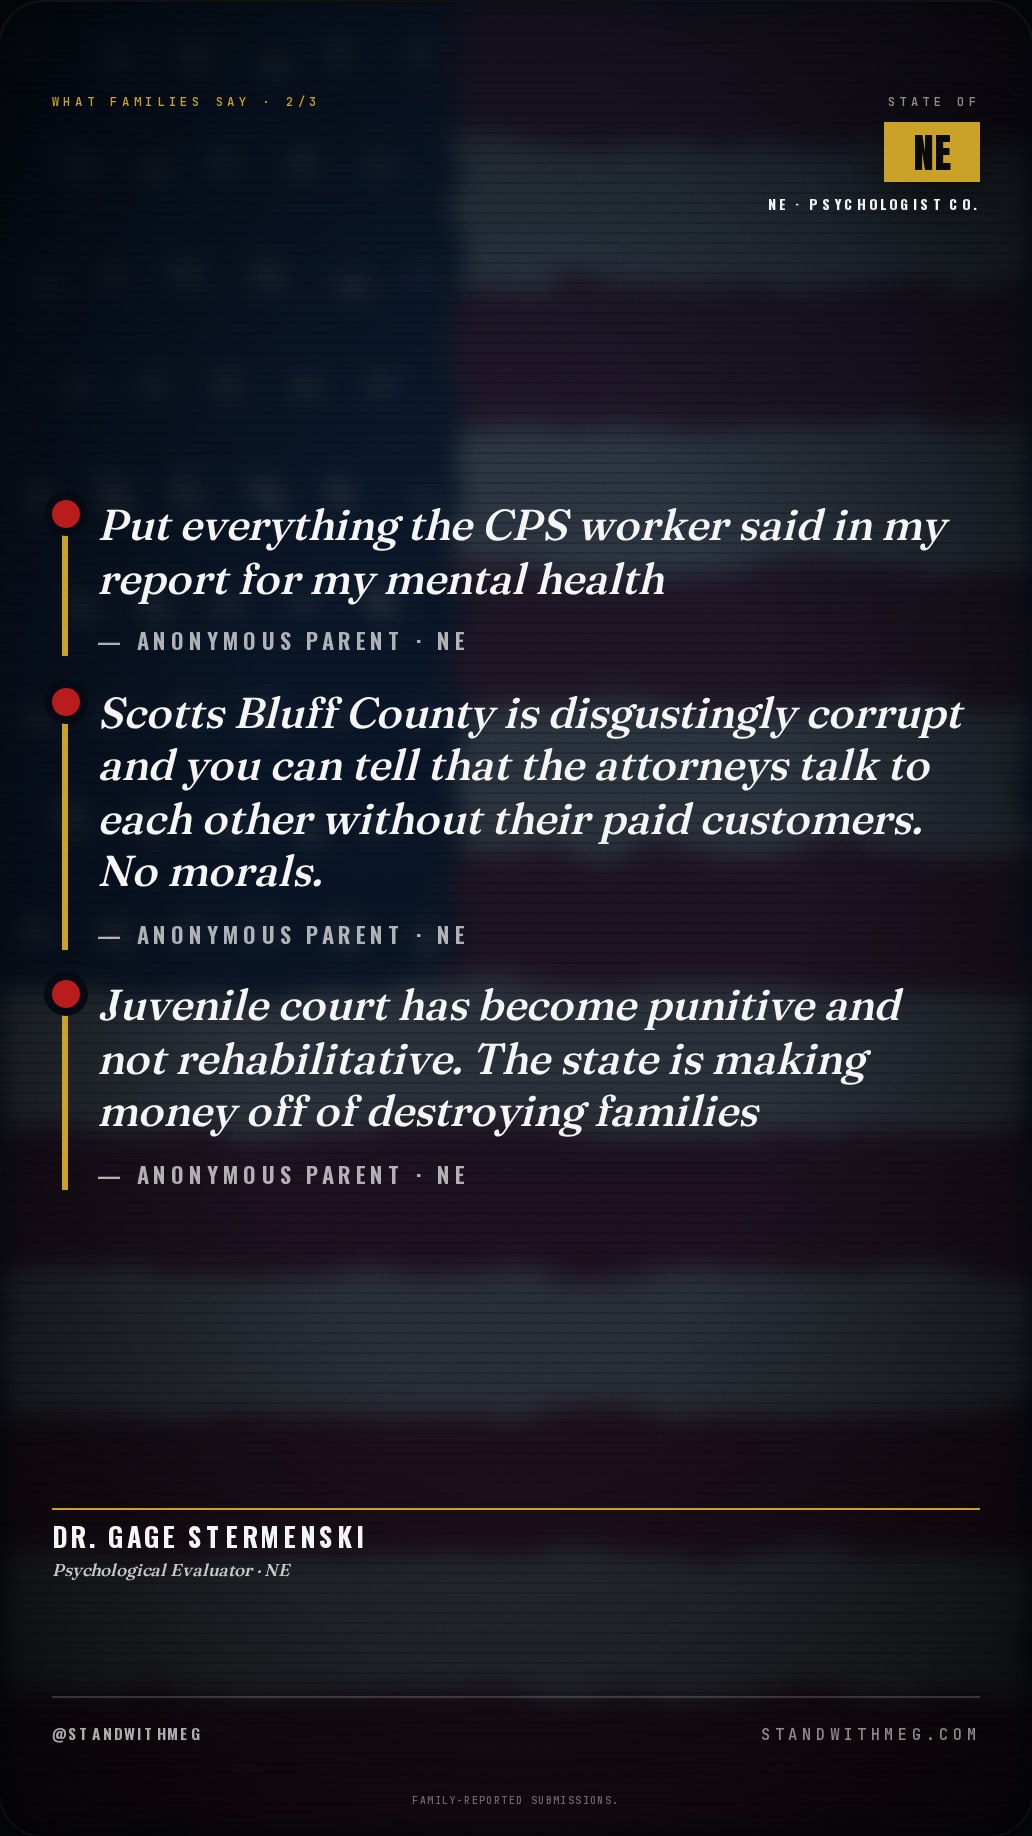 WHAT FAMILIES SAY · 2/3
STATE OF
NE
NE · PSYCHOLOGIST CO.
Put everything the CPS worker said in my
report for my mental health
— ANONYMOUS PARENT · NE
Scotts Bluff County is disgustingly corrupt
and you can tell that the attorneys talk to
each other without their paid customers.
No morals.
— ANONYMOUS PARENT · NE
Juvenile court has become punitive and
not rehabilitative. The state is making
money off of destroying families
— ANONYMOUS PARENT · NE
DR. GAGE STERMENSKI
Psychological Evaluator · NE
@STANDWITHMEG
STANDWITHMEG.COM
FAMILY-REPORTED SUBMISSIONS.